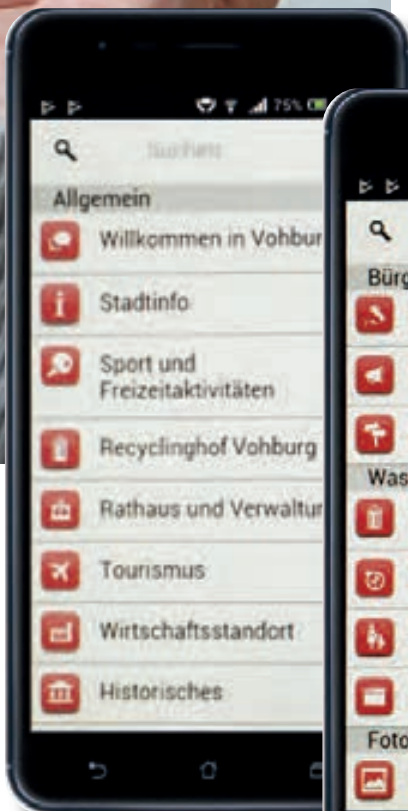 75%
Suchen
Allgemein
Willkommen in Vohbur
Stadtinfo
Sport und
Freizeitaktivitäten
Recyclinghof Vohburg
Rathaus und Verwaltur
Tourismus
Wirtschaftsstandort
Historisches
Bürg
Was
Foto